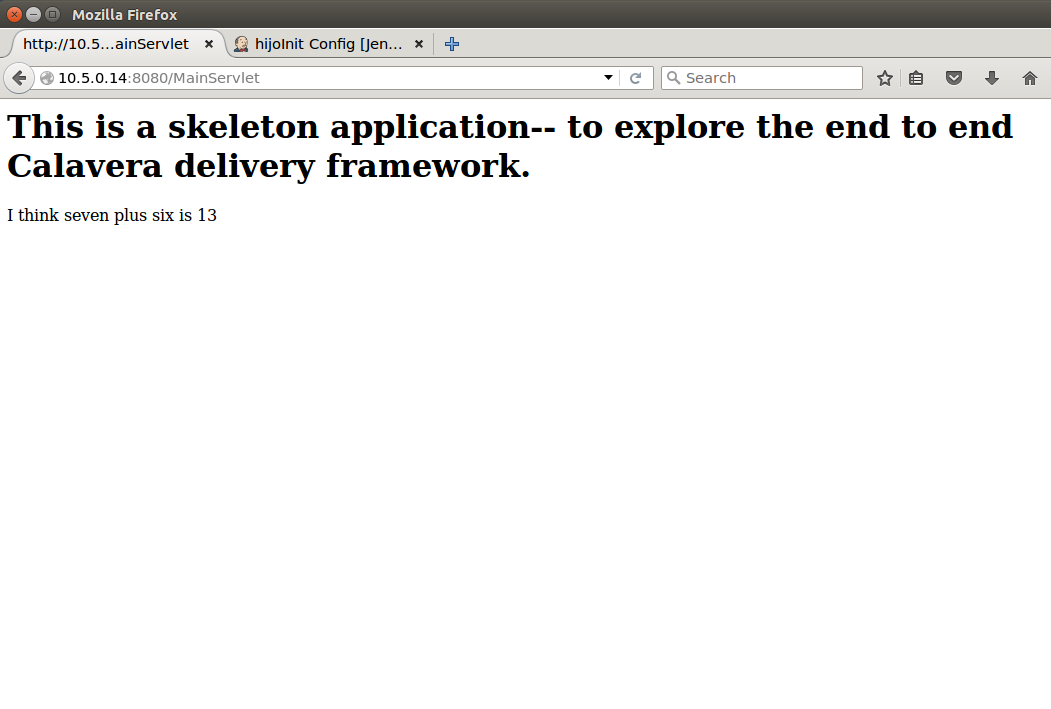 Mozilla Firefox
http://10.5...ainServlet
hijoInit Config [Jen...
10.5.0.14:8080/MainServlet
Search
This is a skeleton application-- to explore the end to end
Calavera delivery framework.
I think seven plus six is 13